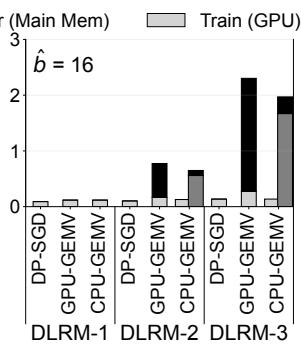 r (Main Mem) Train (GPU)
3
b̂ = 16
2
1
0
DP-SGD GPU-GEMV CPU-GEMV DP-SGD GPU-GEMV CPU-GEMV DP-SGD GPU-GEMV CPU-GEMV
DLRM-1 DLRM-2 DLRM-3